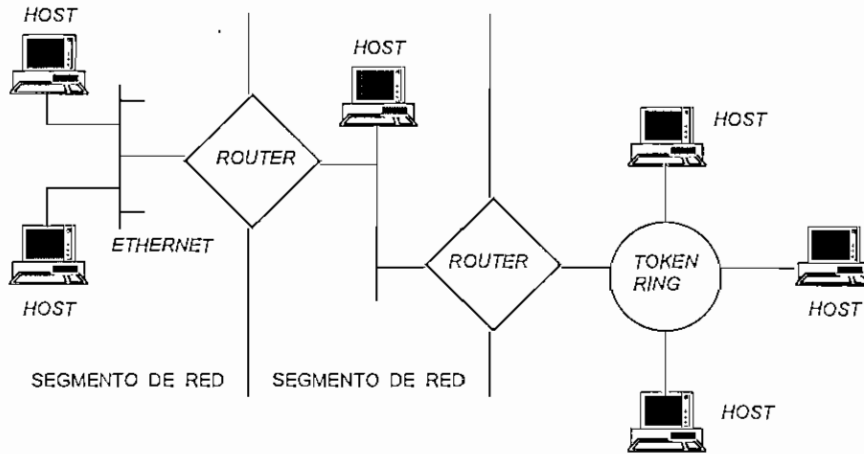 HOST
HOST
HOST
ROUTER
HOST
ETHERNET
ROUTER
TOKEN
RING
HOST
HOST
SEGMENTO DE RED
SEGMENTO DE RED
HOST